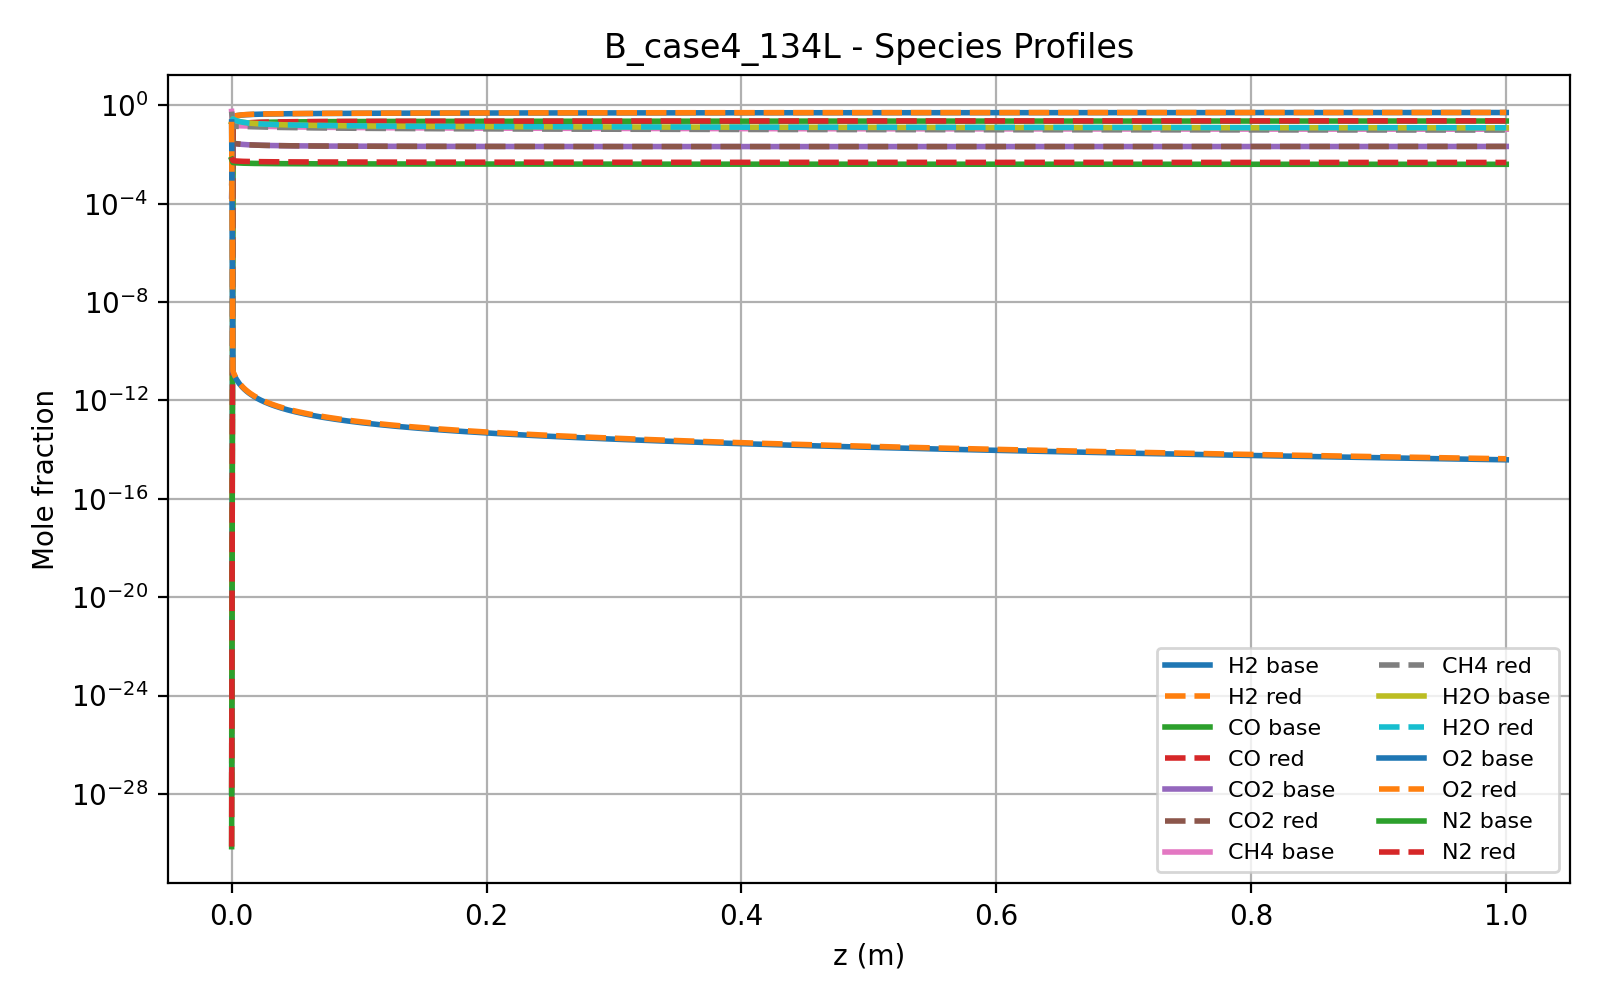 B_case4_134L - Species Profiles
Mole fraction
10⁰
10⁻⁴
10⁻⁸
10⁻¹²
10⁻¹⁶
10⁻²⁰
10⁻²⁴
10⁻²⁸
H2 base
H2 red
CO base
CO red
CO2 base
CO2 red
CH4 base
CH4 red
H2O base
H2O red
O2 base
O2 red
N2 base
N2 red
0.0 0.2 0.4 0.6 0.8 1.0
z (m)